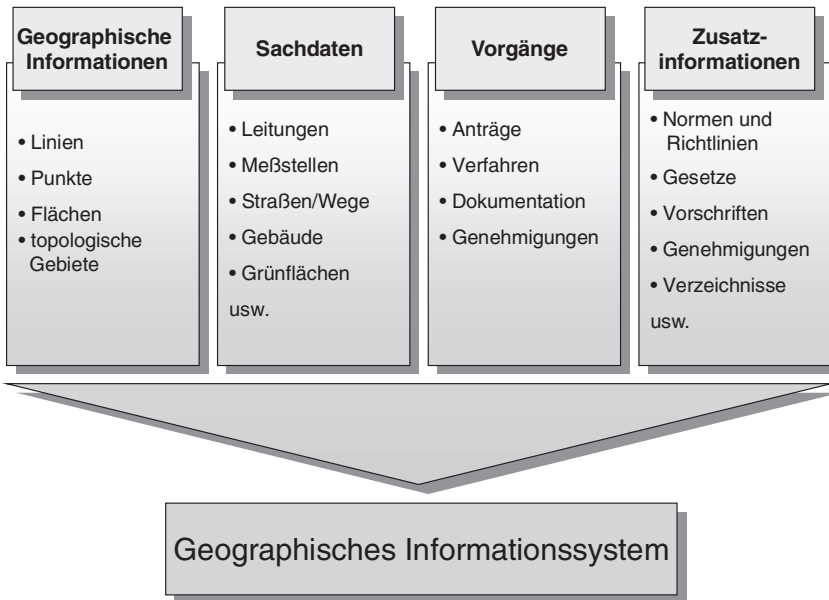 Geographische
Informationen
• Linien
• Punkte
• Flächen
• topologische
Gebiete
Sachdaten
• Leitungen
• Meßstellen
• Straßen/Wege
• Gebäude
• Grünflächen
usw.
Vorgänge
• Anträge
• Verfahren
• Dokumentation
• Genehmigungen
Zusatz-
informationen
• Normen und
Richtlinien
• Gesetze
• Vorschriften
• Genehmigungen
• Verzeichnisse
usw.
Geographisches Informationssystem